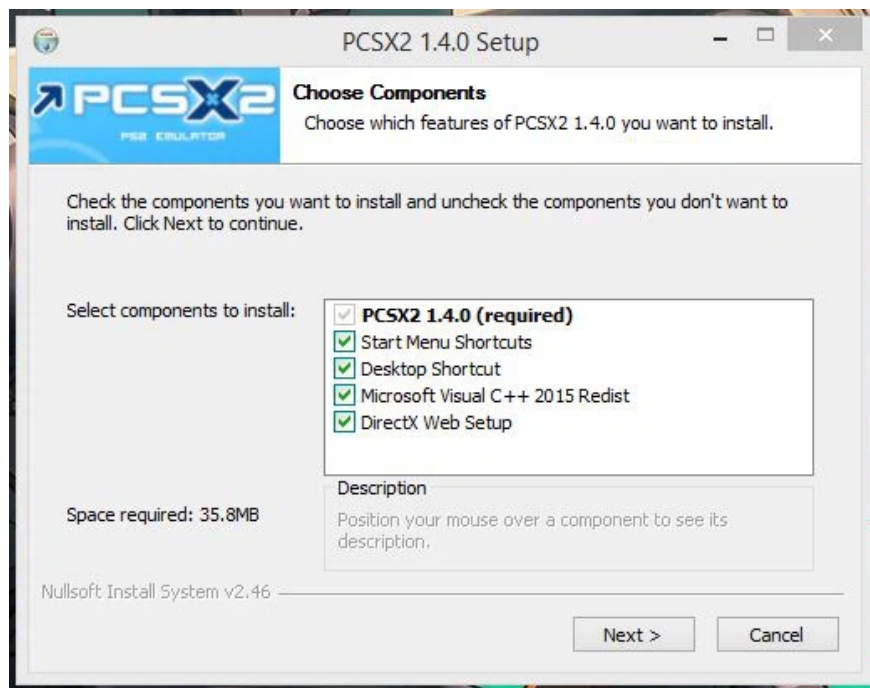 PCSX2 1.4.0 Setup
PCSX2
PS2 EMULATOR
Choose Components
Choose which features of PCSX2 1.4.0 you want to install.
Check the components you want to install and uncheck the components you don't want to
install. Click Next to continue.
Select components to install:
PCSX2 1.4.0 (required)
Start Menu Shortcuts
Desktop Shortcut
Microsoft Visual C++ 2015 Redist
DirectX Web Setup
Space required: 35.8MB
Description
Position your mouse over a component to see its
description.
Nullsoft Install System v2.46
Next >
Cancel